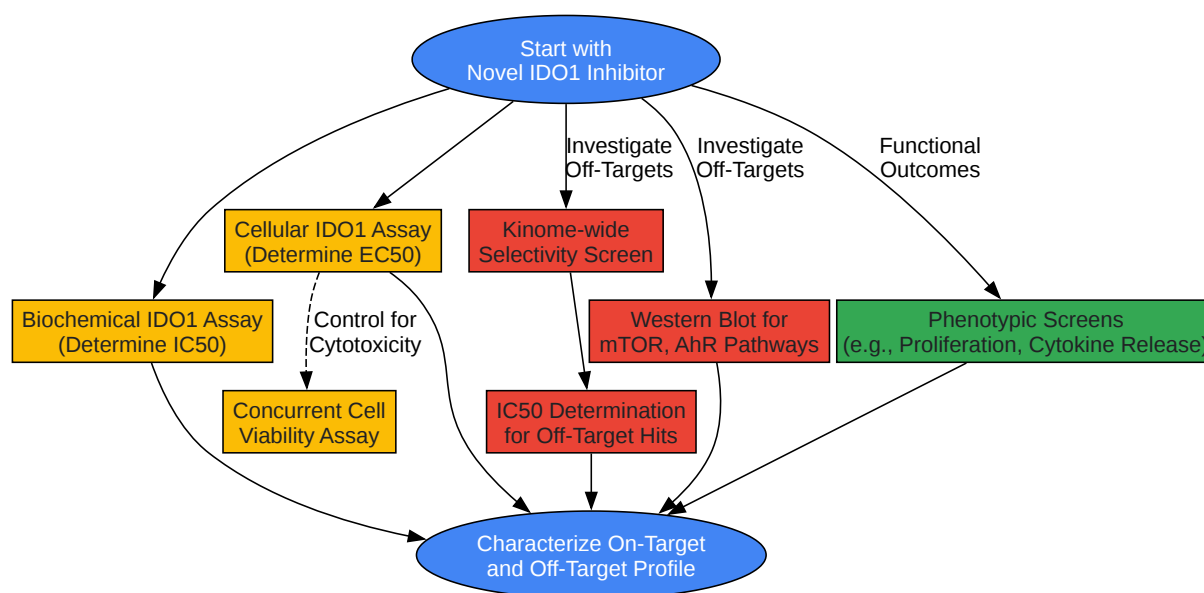 Start with
Novel IDO1 Inhibitor
Investigate
Off-Targets
Investigate
Off-Targets
Functional
Outcomes
Cellular IDO1 Assay
(Determine EC50)
Kinome-wide
Selectivity Screen
Biochemical IDO1 Assay
(Determine IC50)
Control for
Cytotoxicity
Western Blot for
mTOR, AhR Pathways
Phenotypic Screens
(e.g., Proliferation, Cytokine Release)
Concurrent Cell
Viability Assay
IC50 Determination
for Off-Target Hits
Characterize On-Target
and Off-Target Profile